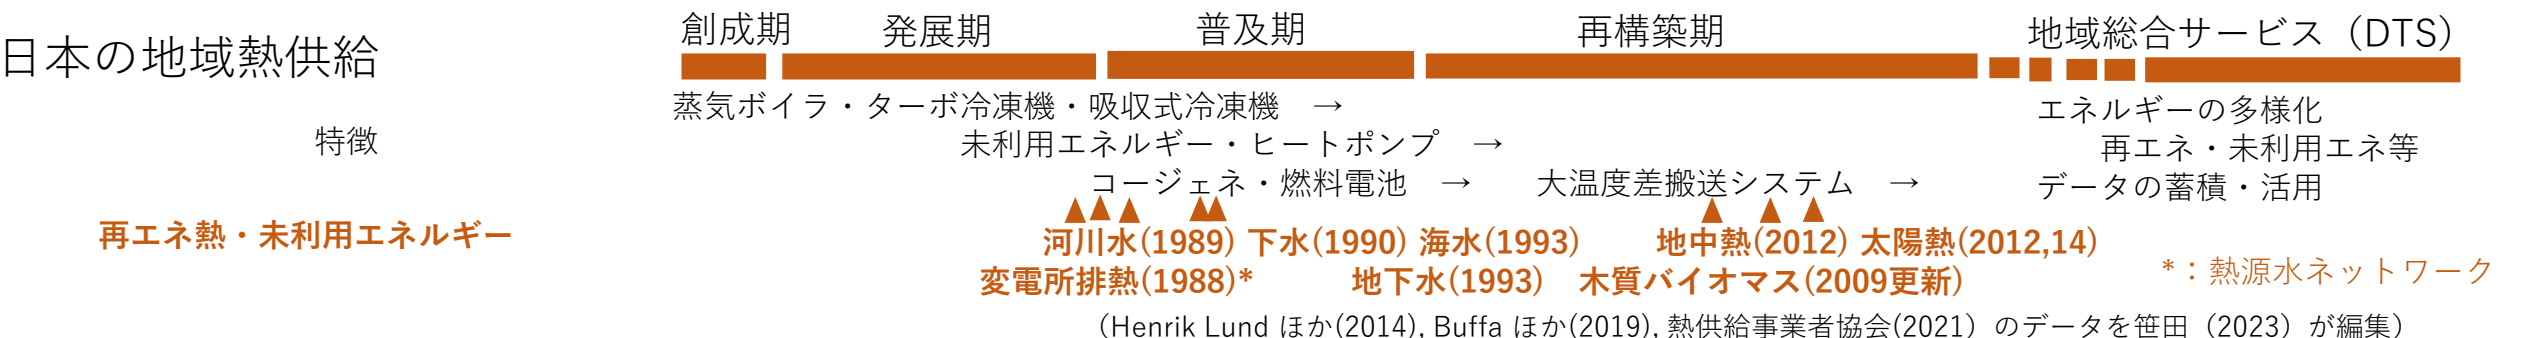 創成期 発展期 普及期 再構築期 地域総合サービス（DTS）
日本の地域熱供給
蒸気ボイラ・ターボ冷凍機・吸収式冷凍機　→
エネルギーの多様化
特徴
未利用エネルギー・ヒートポンプ　→
再エネ・未利用エネ等
コージェネ・燃料電池　→　大温度差搬送システム　→
データの蓄積・活用
再エネ熱・未利用エネルギー
河川水(1989) 下水(1990) 海水(1993) 地中熱(2012) 太陽熱(2012,14)
変電所排熱(1988)* 地下水(1993) 木質バイオマス(2009更新)
*：熱源水ネットワーク
（Henrik Lund ほか(2014), Buffa ほか(2019), 熱供給事業者協会(2021）のデータを笹田（2023）が編集）